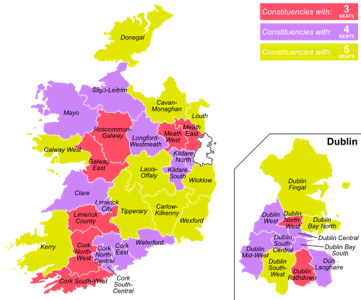 Constituencies with: 3
SEATS
Constituencies with: 4
SEATS
Constituencies with: 5
SEATS
Donegal
Sligo-Leitrim
Mayo
Cavan-
Monaghan
Louth
Roscommon-
Galway
Longford-
Westmeath
Meath
West
Meath
East
Galway West
Kildare
North
Galway
East
Laois-
Offaly
Kildare
South
Wicklow
Clare
Limerick
City
Limerick
County
Tipperary
Carlow-
Kilkenny
Wexford
Kerry
Cork
North-
West
Cork
North-
Central
Cork
East
Waterford
Cork South-West
Cork
South-
Central
Dublin
Dublin
Fingal
Dublin
West
Dublin
North-
West
Dublin
Bay North
Dublin Central
Dublin
South-
Central
Dublin Bay
South
Dublin
Mid-West
Dublin
South-
West
Dún
Laoghaire
Dublin
Rathdown